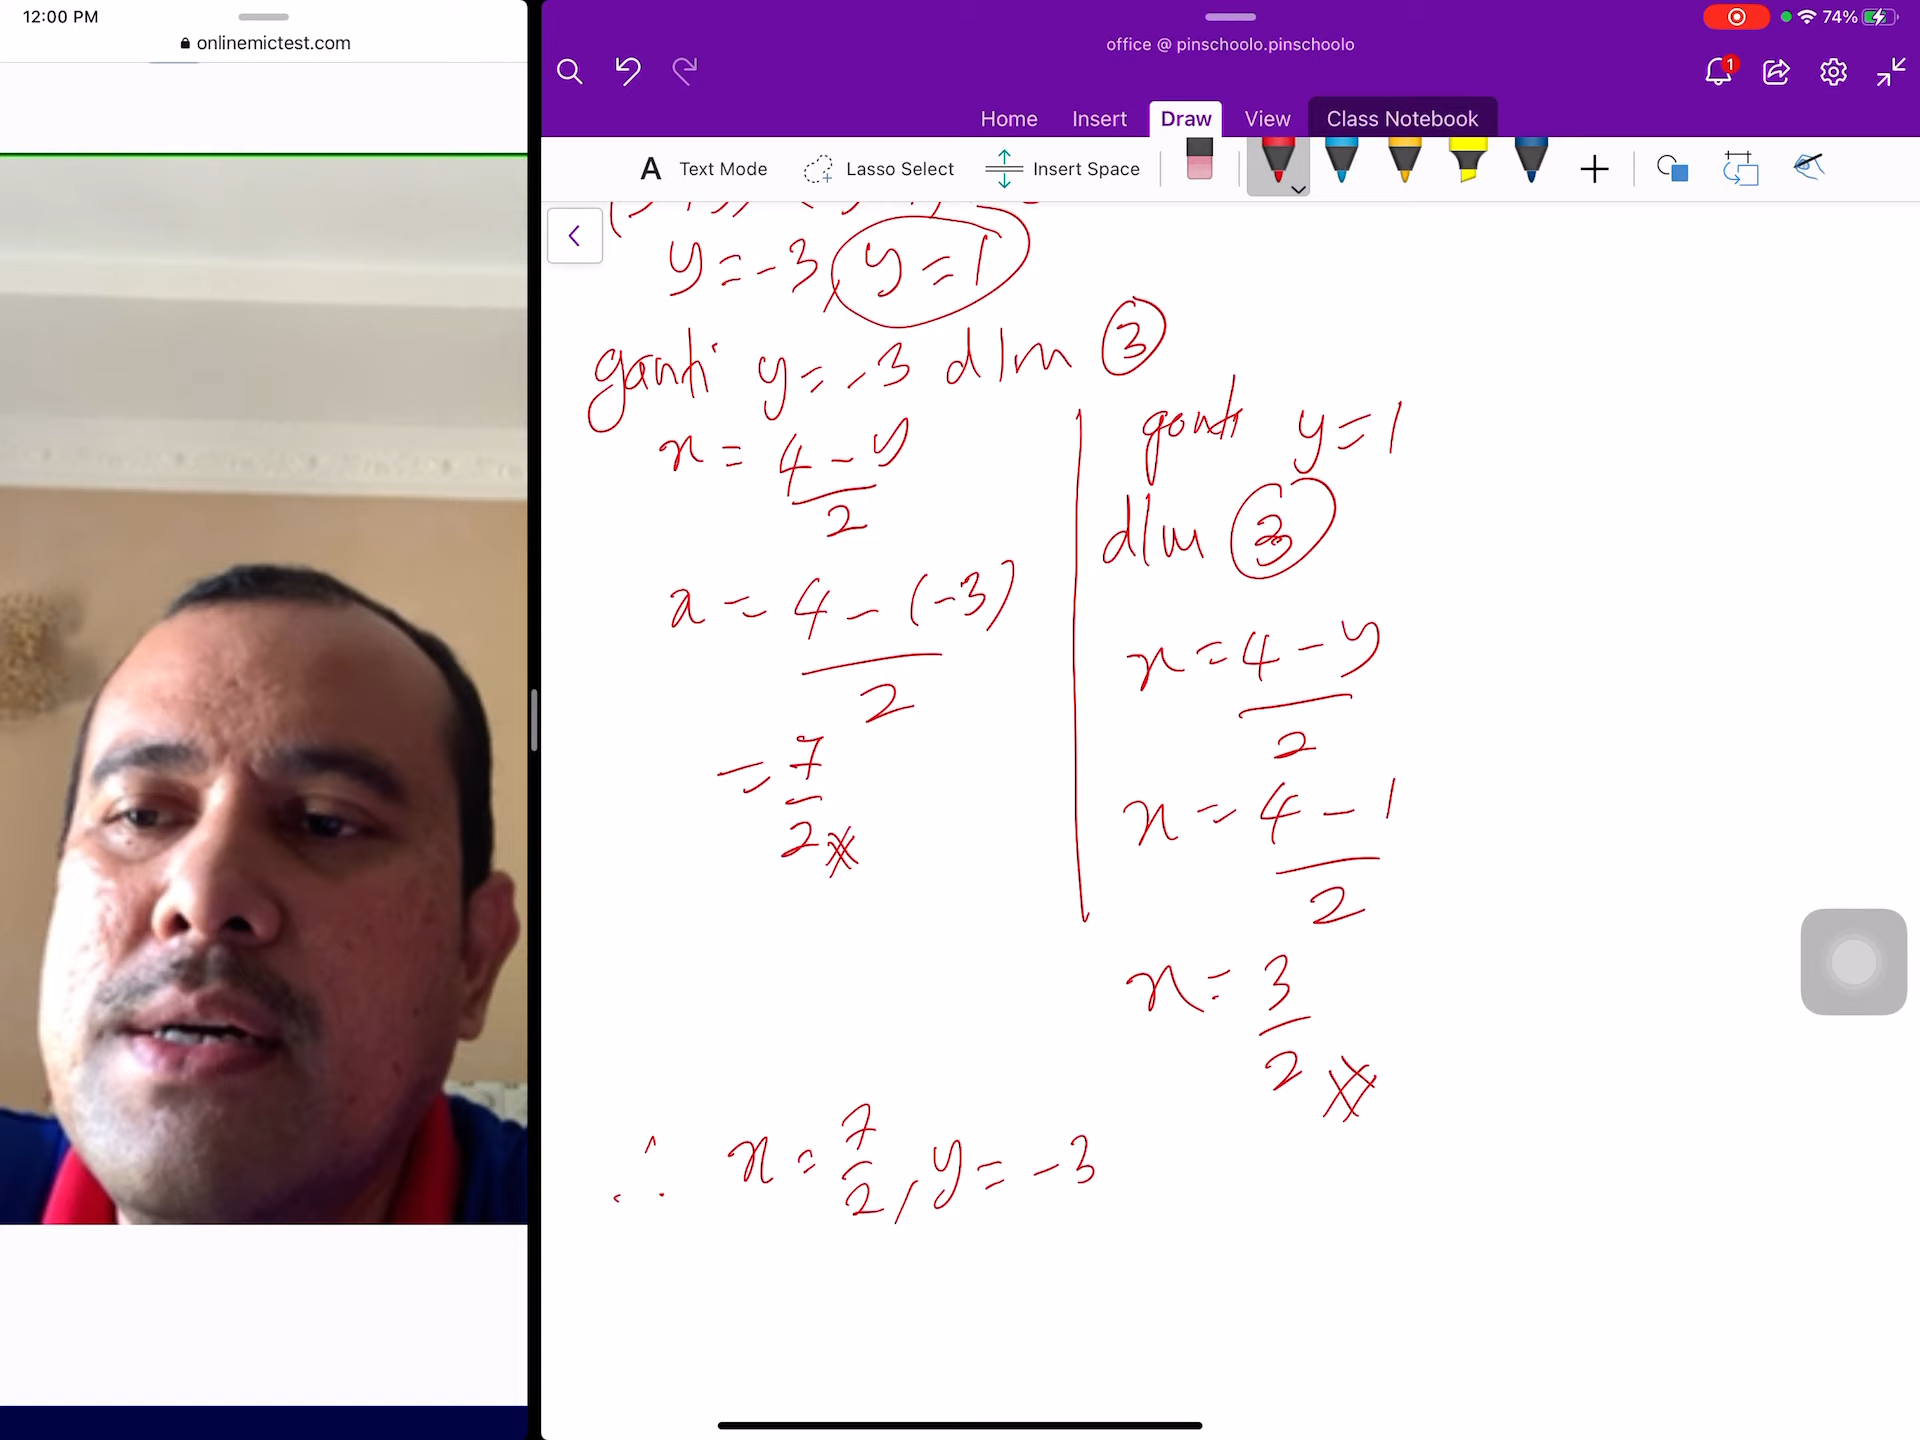 12:00 PM
onlinemictest.com
74%
office @ pinschoolo.pinschoolo
1
Home Insert Draw View Class Notebook
A Text Mode Lasso Select Insert Space
y = -3, y = 1
ganti y = -3 dlm 3
x = 4 - y
2
x = 4 - (-3)
2
= 7
2
ganti y = 1
dlm 3
x = 4 - y
2
x = 4 - 1
2
x = 3
2
∴ x = 7/2, y = -3